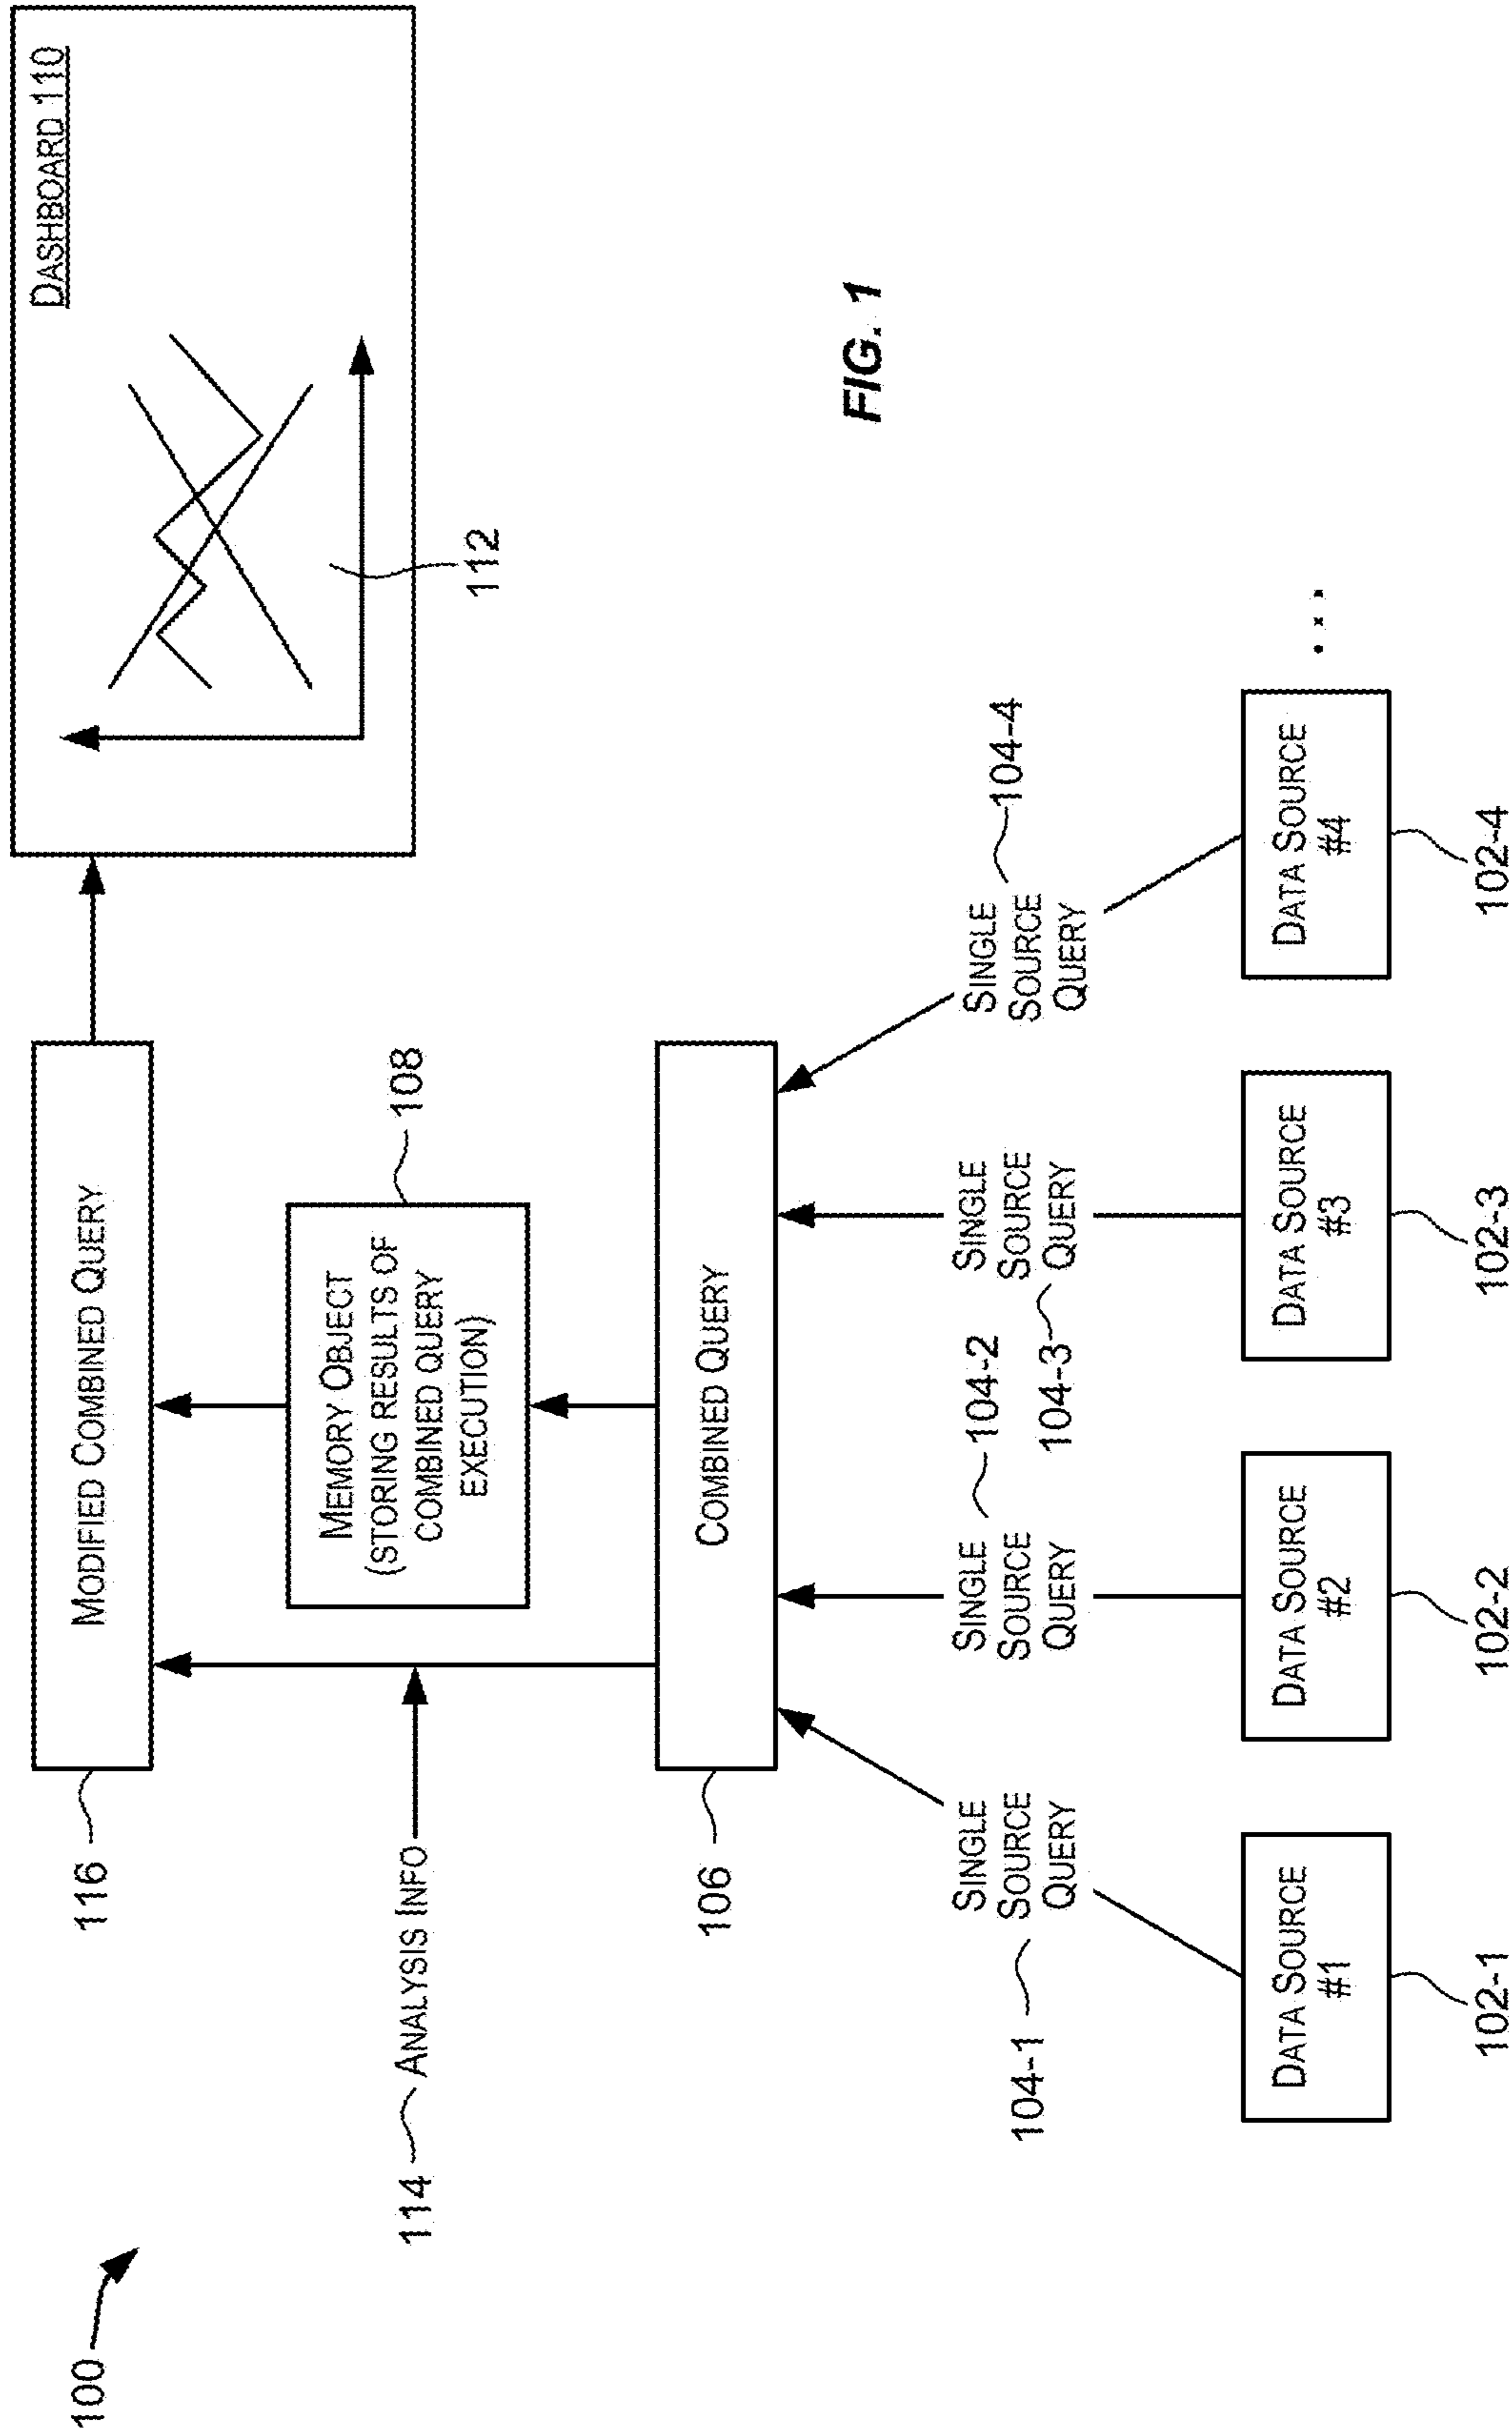 100
116
MODIFIED COMBINED QUERY
DASHBOARD 110
114
ANALYSIS INFO
MEMORY OBJECT
(STORING RESULTS OF
COMBINED QUERY
EXECUTION)
108
112
106
COMBINED QUERY
FIG. 1
104-1
SINGLE
SOURCE
QUERY
SINGLE
SOURCE
QUERY
104-2
104-3
SINGLE
SOURCE
QUERY
SINGLE
SOURCE
QUERY
104-4
DATA SOURCE
#1
DATA SOURCE
#2
DATA SOURCE
#3
DATA SOURCE
#4
...
102-1
102-2
102-3
102-4